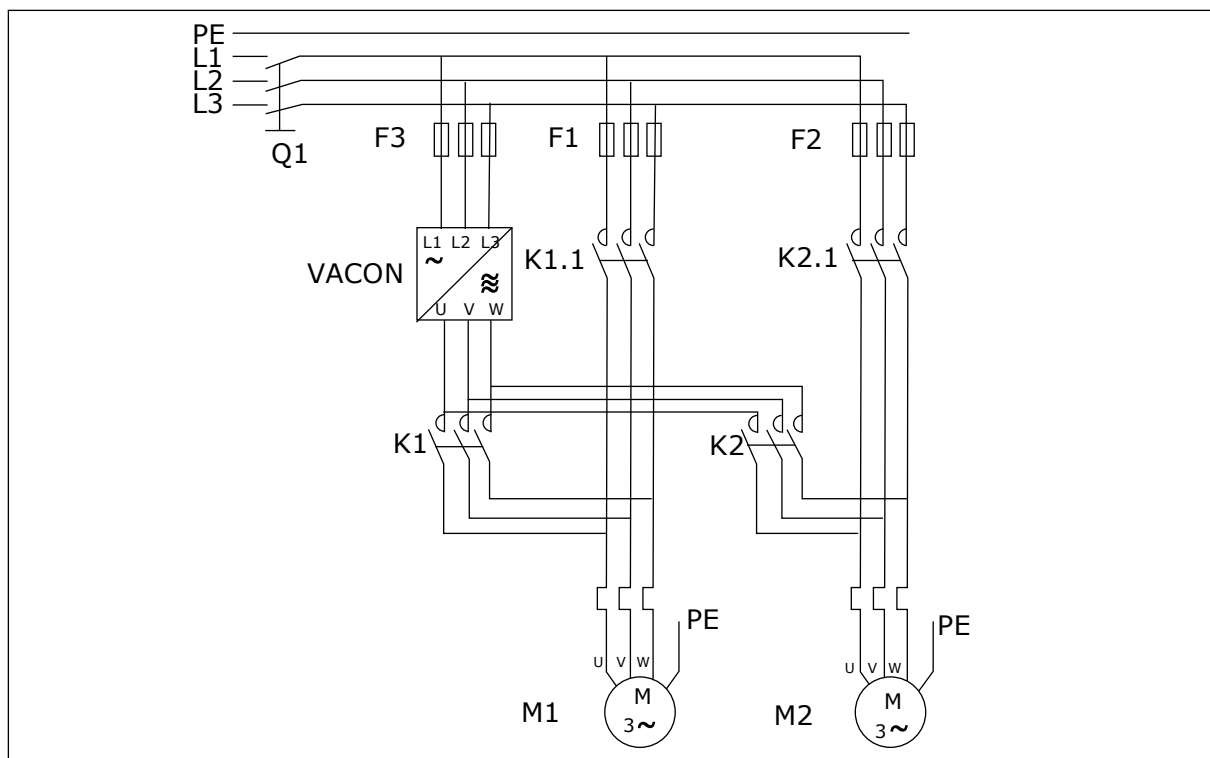 PE
L1
L2
L3
Q1
F3
F1
F2
L1 L2 L3
~
VACON
≋
U V W
K1.1
K2.1
K1
K2
PE
PE
U V W
U V W
M1
M
3~
M2
M
3~